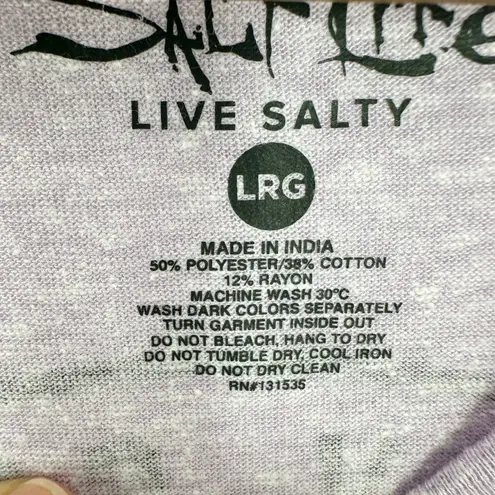 SALT LIFE
LIVE SALTY
LRG
MADE IN INDIA
50% POLYESTER/38% COTTON
12% RAYON
MACHINE WASH 30°C
WASH DARK COLORS SEPARATELY
TURN GARMENT INSIDE OUT
DO NOT BLEACH, HANG TO DRY
DO NOT TUMBLE DRY, COOL IRON
DO NOT DRY CLEAN
RN#131535